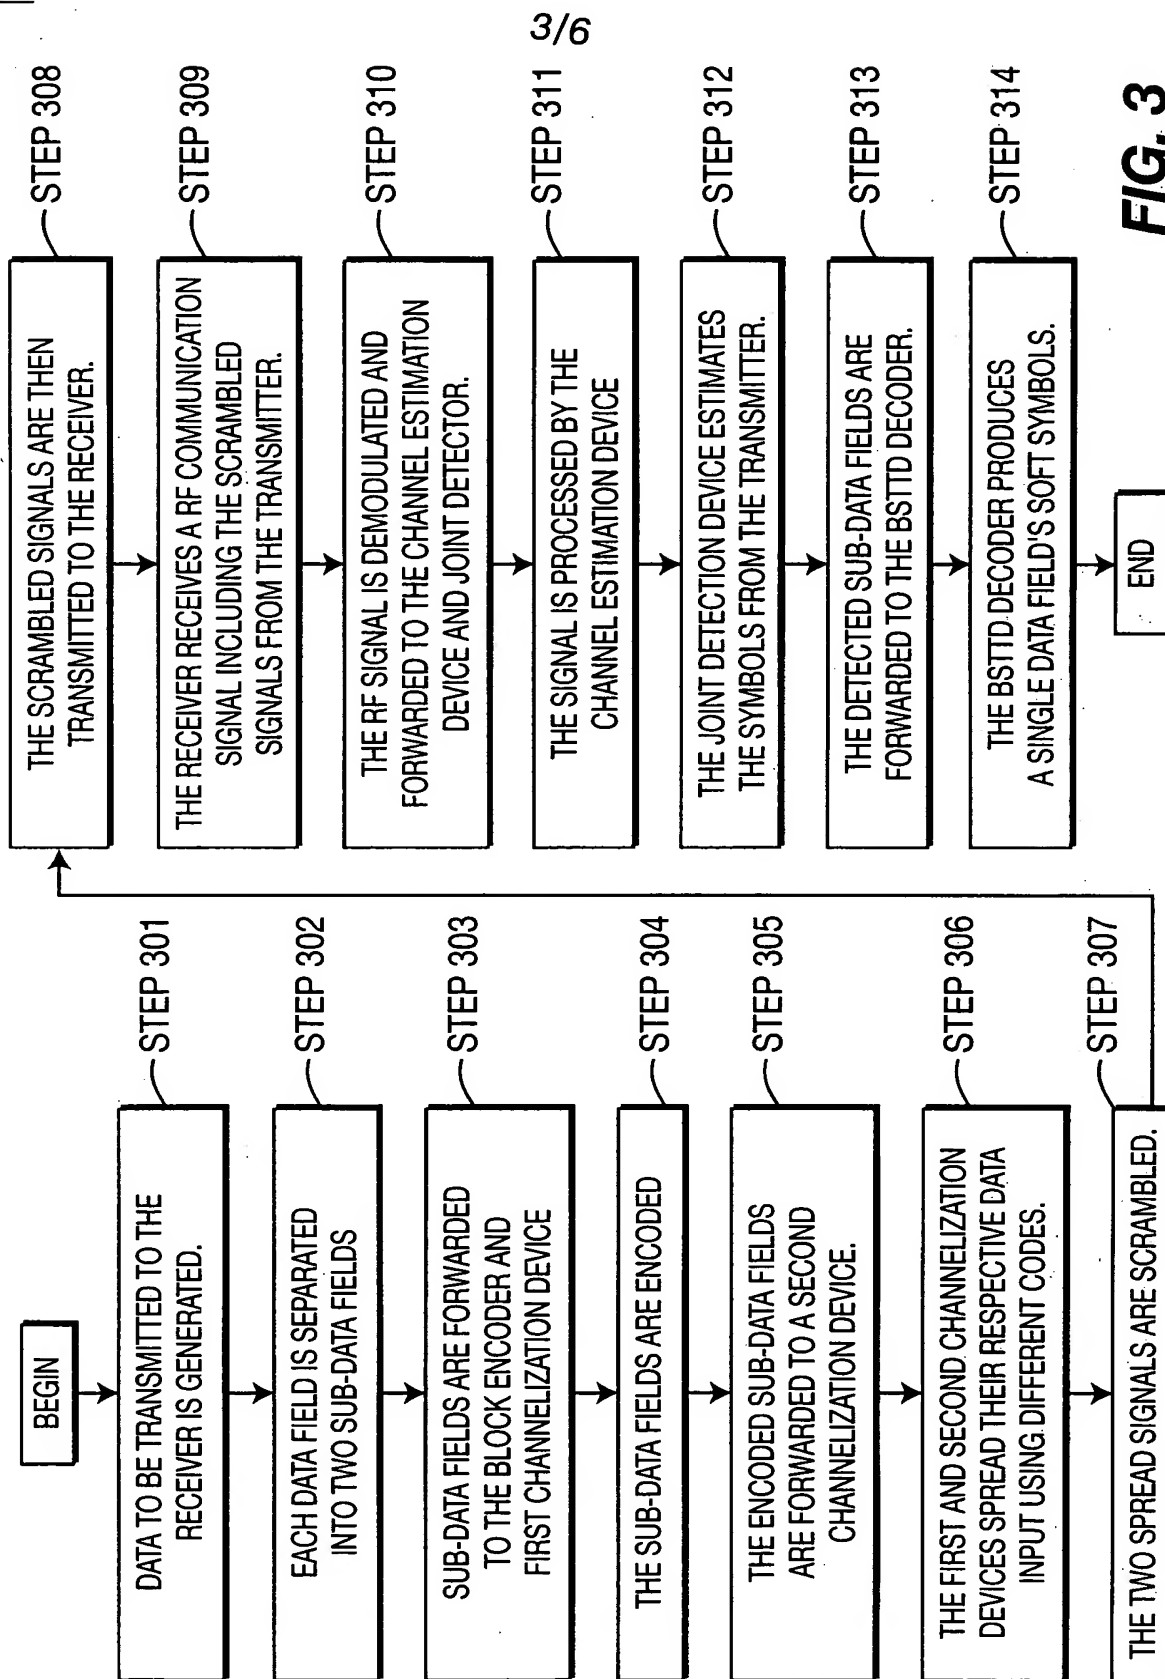 3/6
BEGIN
DATA TO BE TRANSMITTED TO THE
RECEIVER IS GENERATED.
STEP 301
EACH DATA FIELD IS SEPARATED
INTO TWO SUB-DATA FIELDS
STEP 302
SUB-DATA FIELDS ARE FORWARDED
TO THE BLOCK ENCODER AND
FIRST CHANNELIZATION DEVICE
STEP 303
THE SUB-DATA FIELDS ARE ENCODED
STEP 304
THE ENCODED SUB-DATA FIELDS
ARE FORWARDED TO A SECOND
CHANNELIZATION DEVICE.
STEP 305
THE FIRST AND SECOND CHANNELIZATION
DEVICES SPREAD THEIR RESPECTIVE DATA
INPUT USING DIFFERENT CODES.
STEP 306
THE TWO SPREAD SIGNALS ARE SCRAMBLED.
STEP 307
THE SCRAMBLED SIGNALS ARE THEN
TRANSMITTED TO THE RECEIVER.
STEP 308
THE RECEIVER RECEIVES A RF COMMUNICATION
SIGNAL INCLUDING THE SCRAMBLED
SIGNALS FROM THE TRANSMITTER.
STEP 309
THE RF SIGNAL IS DEMODULATED AND
FORWARDED TO THE CHANNEL ESTIMATION
DEVICE AND JOINT DETECTOR.
STEP 310
THE SIGNAL IS PROCESSED BY THE
CHANNEL ESTIMATION DEVICE
STEP 311
THE JOINT DETECTION DEVICE ESTIMATES
THE SYMBOLS FROM THE TRANSMITTER.
STEP 312
THE DETECTED SUB-DATA FIELDS ARE
FORWARDED TO THE BSTTD DECODER.
STEP 313
THE BSTTD DECODER PRODUCES
A SINGLE DATA FIELD'S SOFT SYMBOLS.
STEP 314
END
FIG. 3